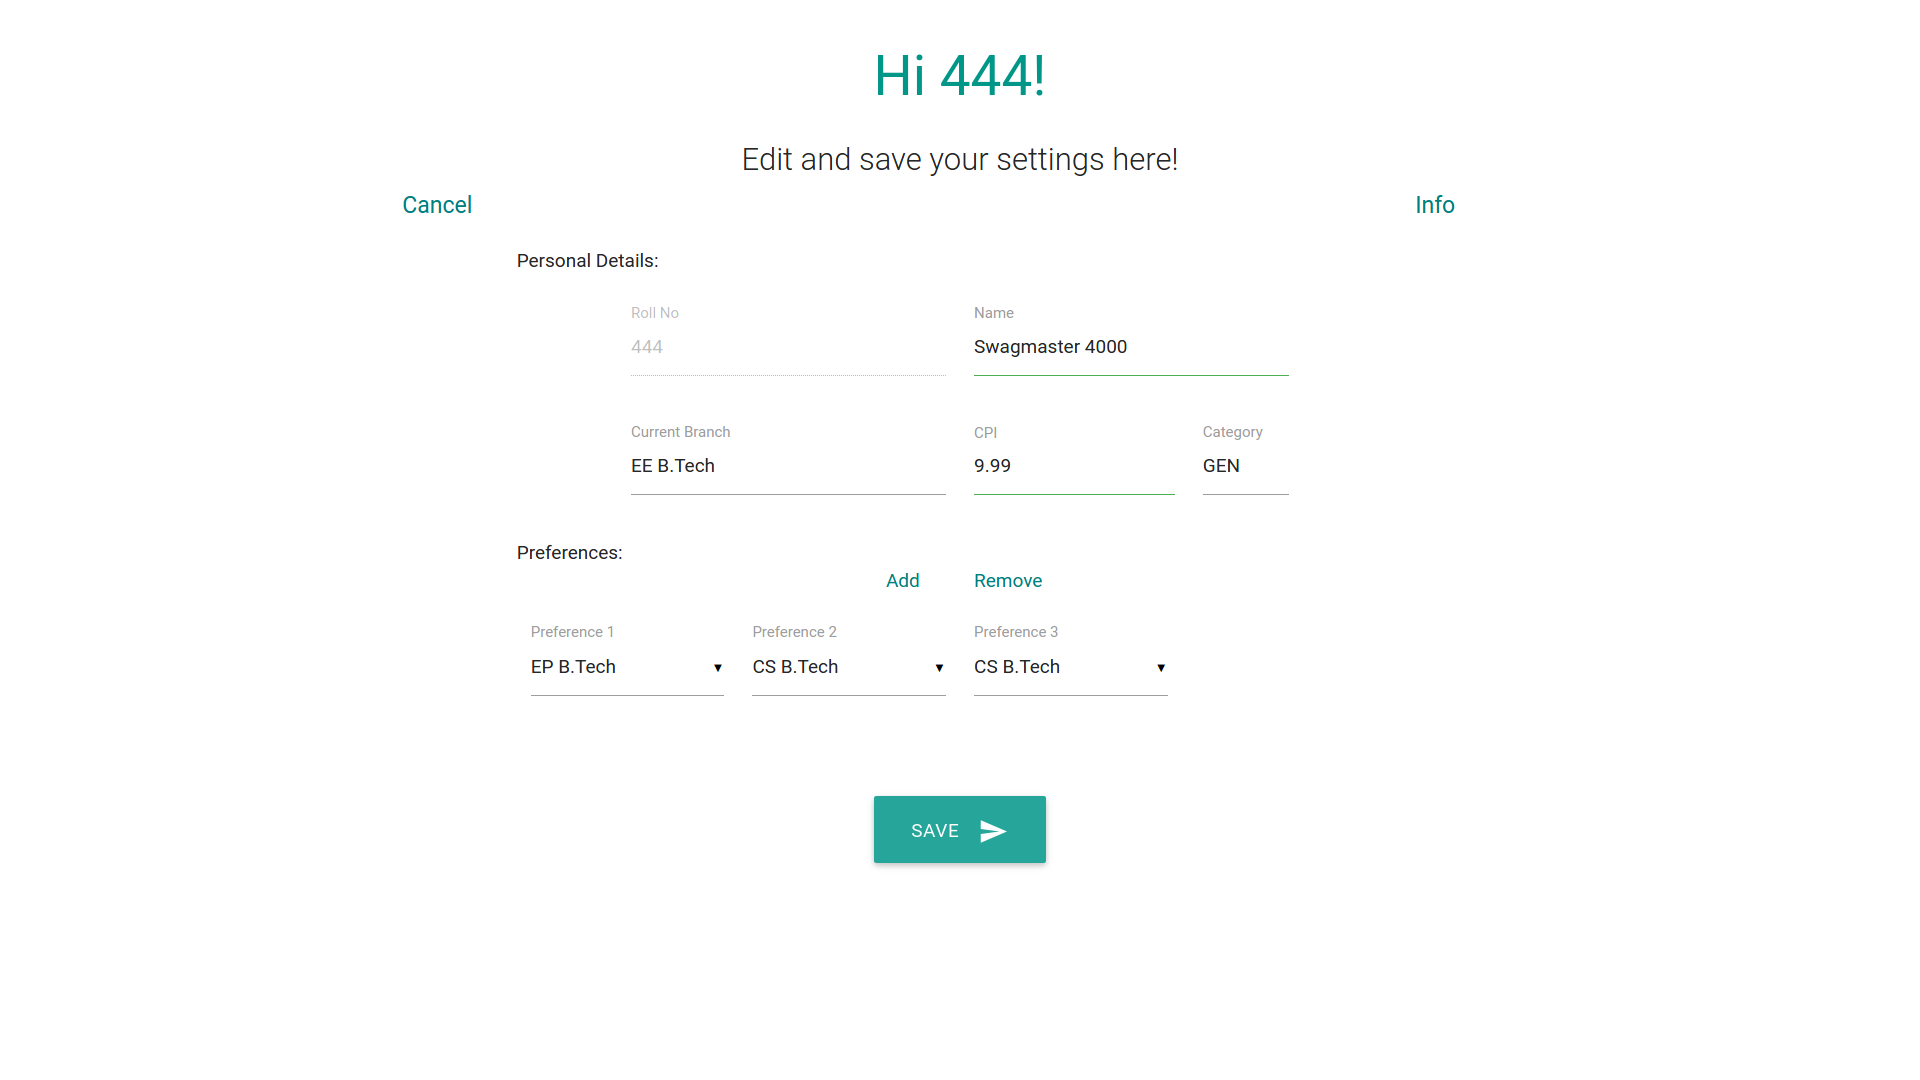 Hi 444!
Edit and save your settings here!
Cancel Info
Personal Details:
Roll No Name
444 Swagmaster 4000
Current Branch CPI Category
EE B.Tech 9.99 GEN
Preferences:
Add Remove
Preference 1 Preference 2 Preference 3
EP B.Tech CS B.Tech CS B.Tech
SAVE